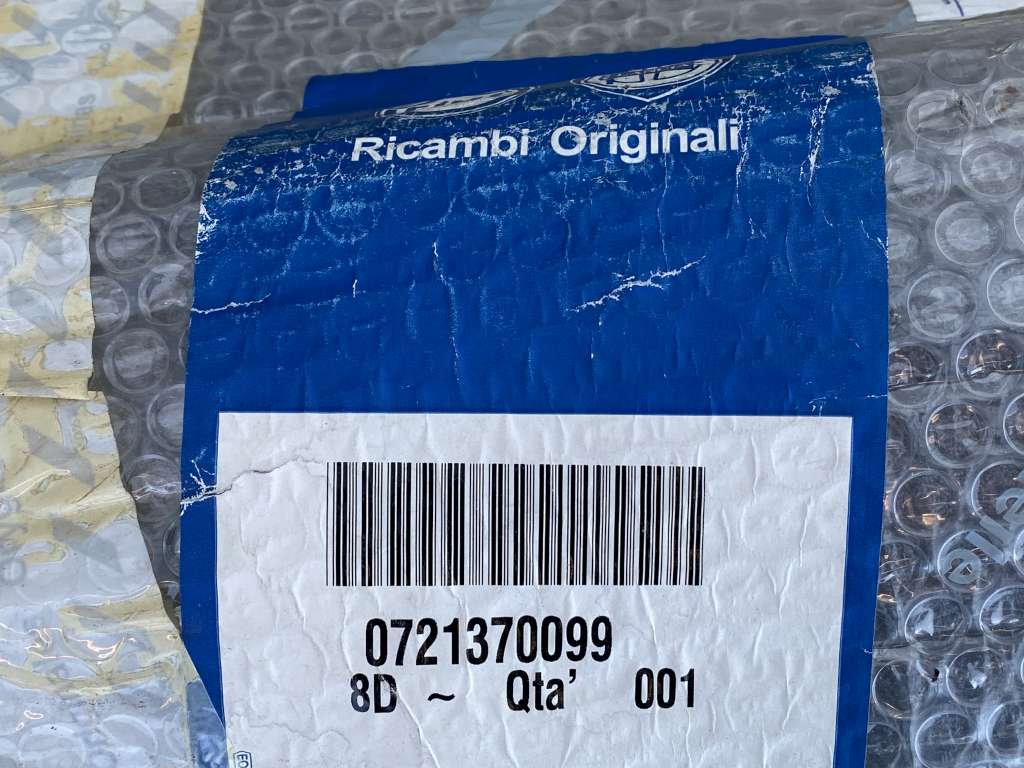 Ricambi Originali
0721370099
8D ~ Qta' 001